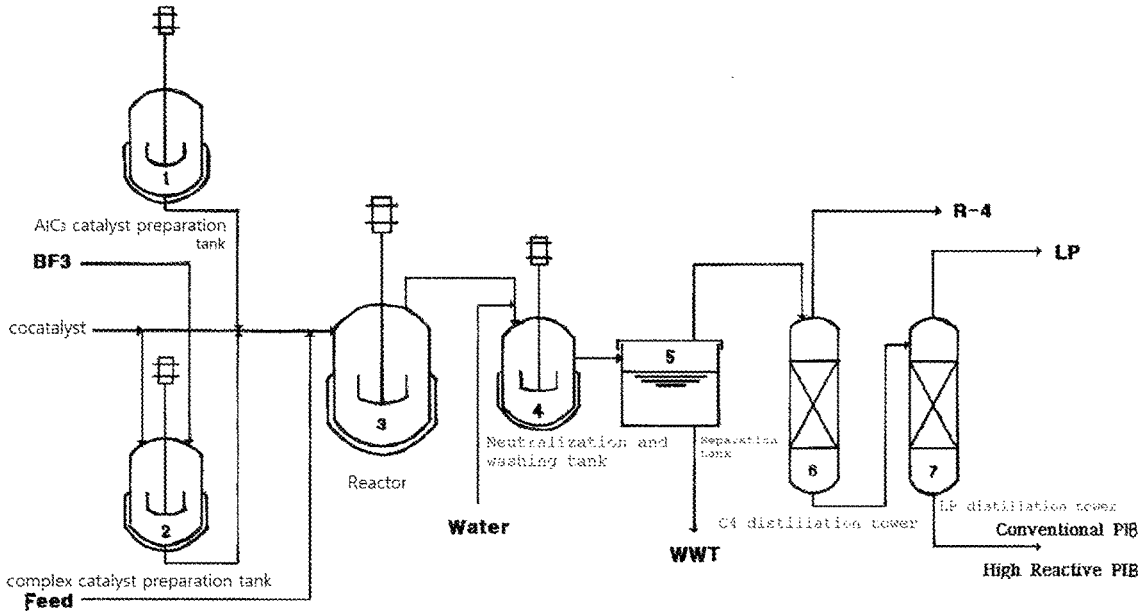 1
AlC3 catalyst preparation
tank
BF3
cocatalyst
2
complex catalyst preparation tank
Feed
3
Reactor
4
Neutralization and
washing tank
Water
5
Separation
tank
WWT
6
C4 distillation tower
R-4
7
LP distillation tower
LP
Conventional PIB
High Reactive PIB